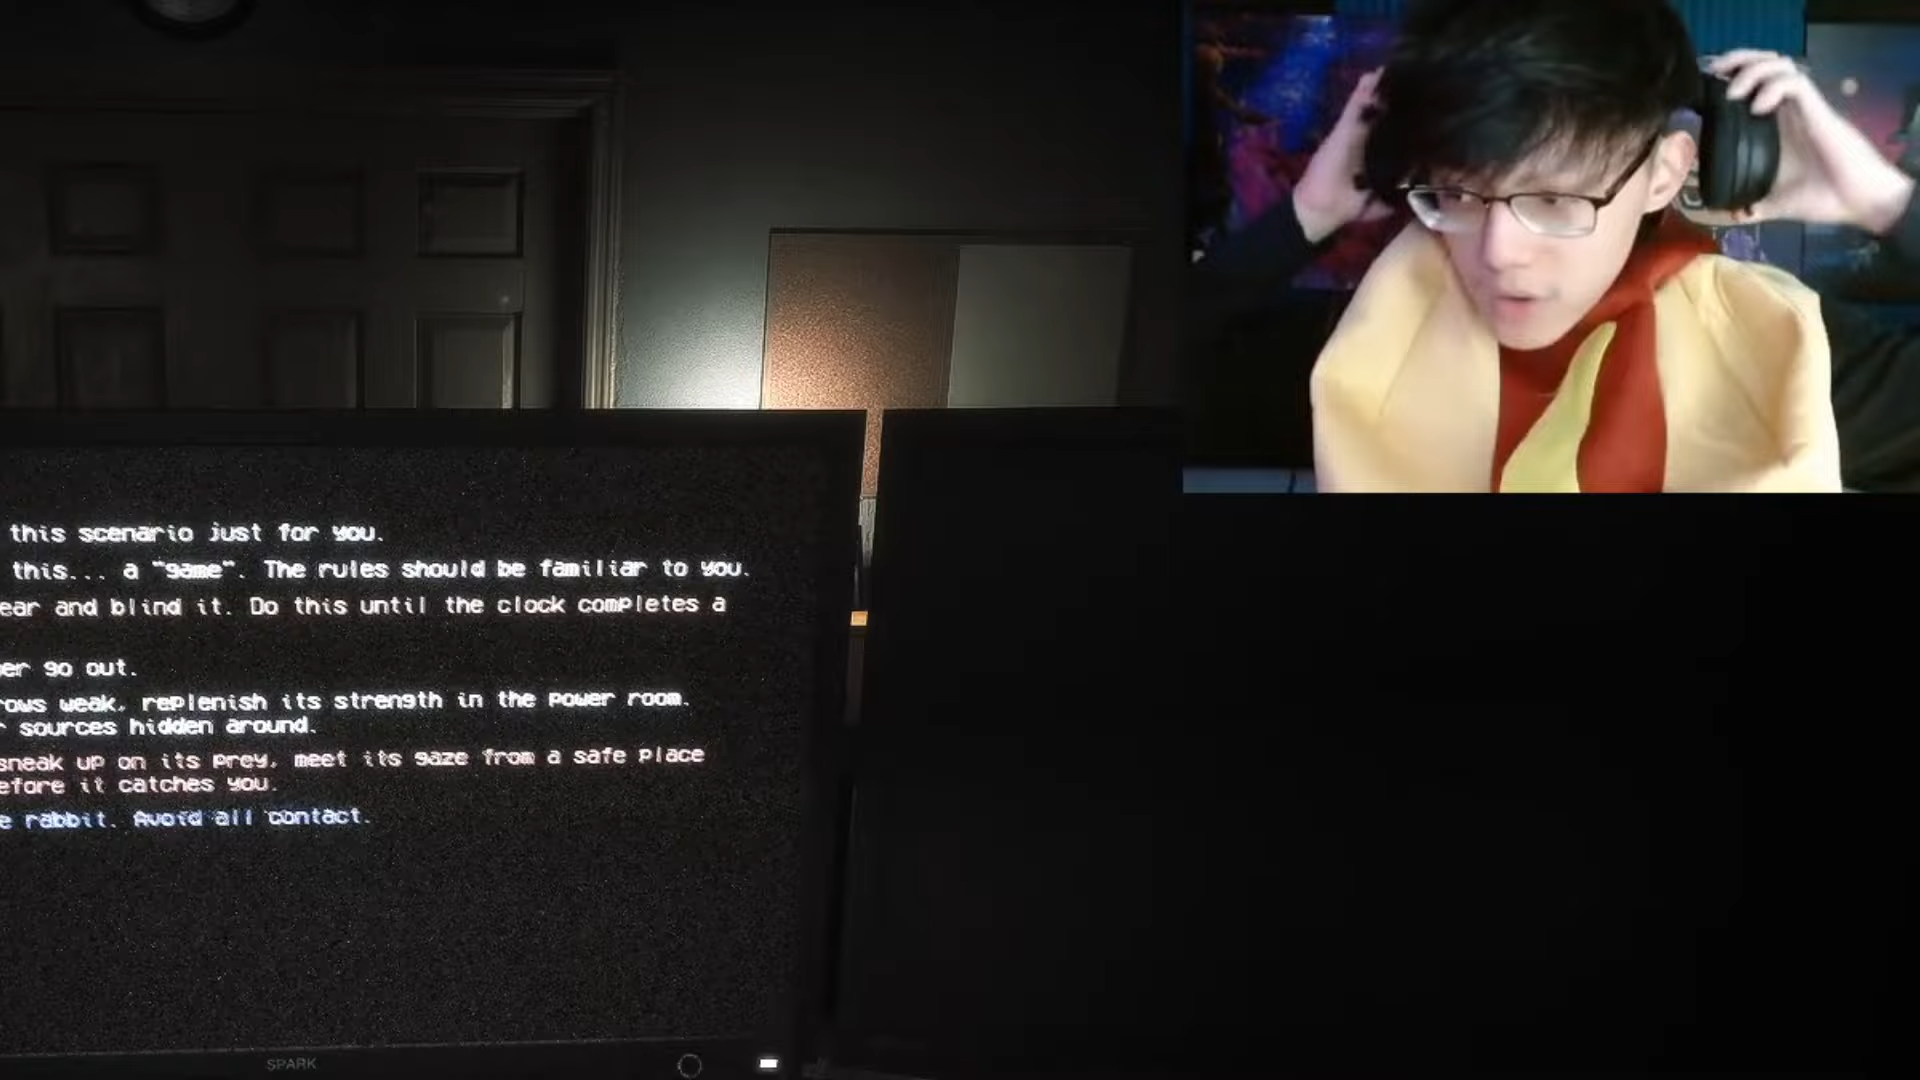 this scenario just for you.
this... a "game". The rules should be familiar to you.
ear and blind it. Do this until the clock completes a
er go out.
rows weak, replenish its strength in the power room.
r sources hidden around.
sneak up on its prey, meet its gaze from a safe place
efore it catches you.
e rabbit. Avoid all contact.
SPARK